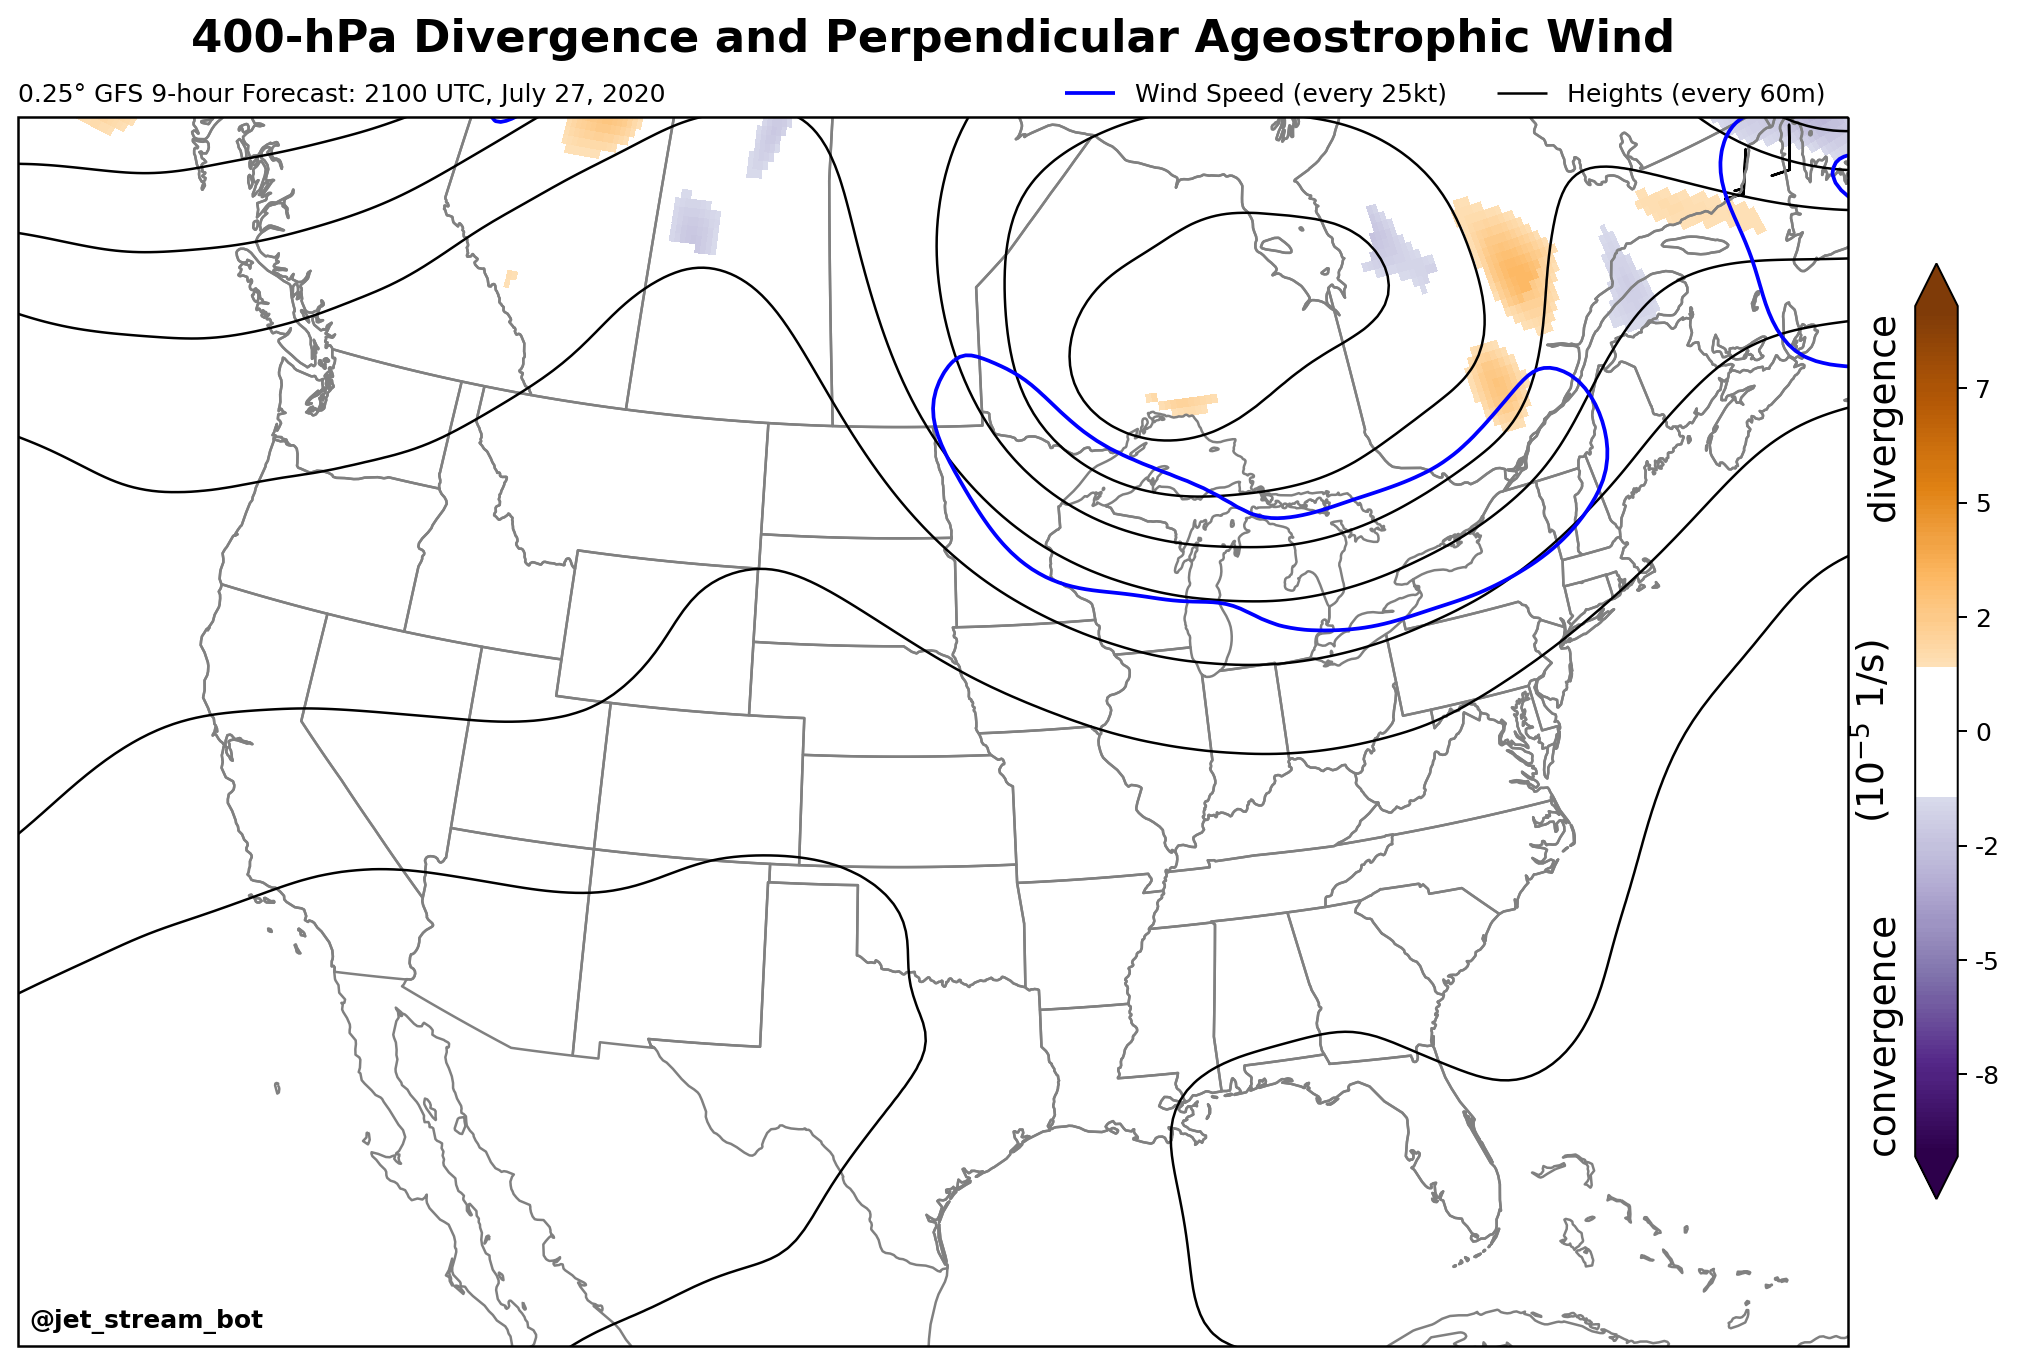 400-hPa Divergence and Perpendicular Ageostrophic Wind
0.25° GFS 9-hour Forecast: 2100 UTC, July 27, 2020
Wind Speed (every 25kt)
Heights (every 60m)
divergence
(10⁻⁵ 1/s)
convergence
7
5
2
0
-2
-5
-8
@jet_stream_bot